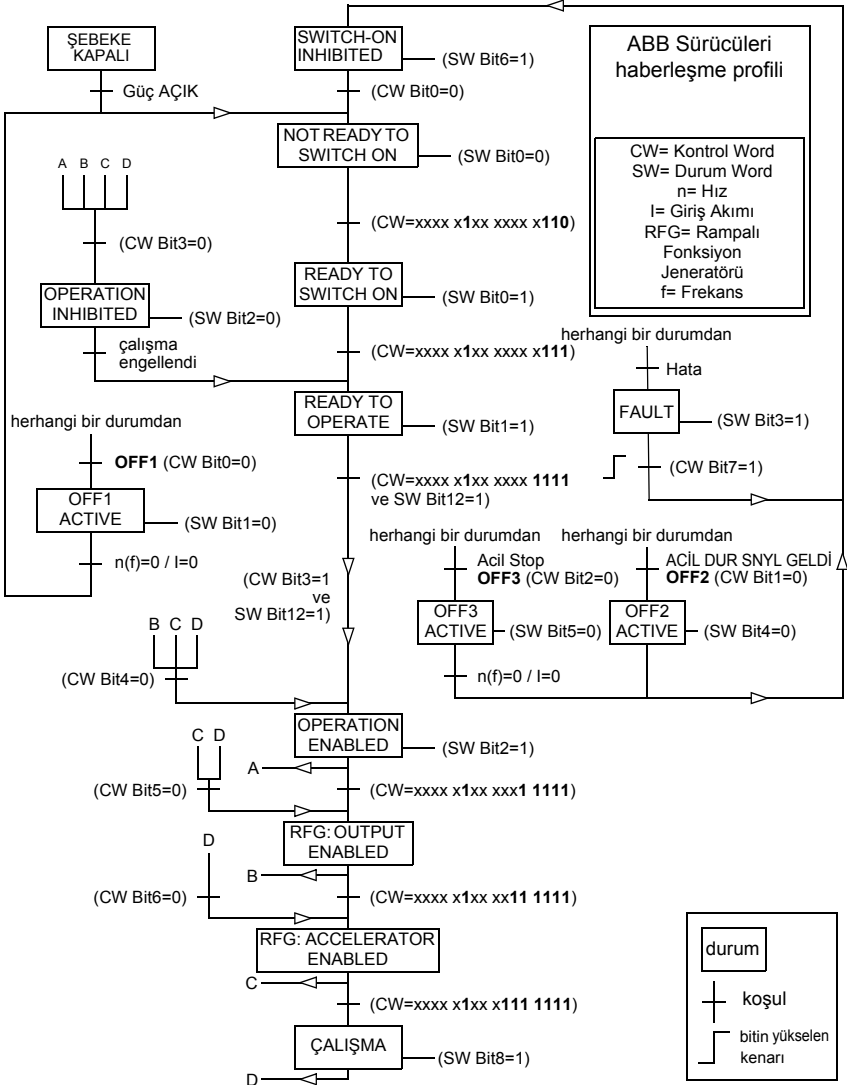 ŞEBEKE
KAPALI
Güç AÇIK
SWITCH-ON
INHIBITED
(SW Bit6=1)
(CW Bit0=0)
ABB Sürücüleri
haberleşme profili
CW= Kontrol Word
SW= Durum Word
n= Hız
I= Giriş Akımı
RFG= Rampalı
Fonksiyon
Jeneratörü
f= Frekans
NOT READY TO
SWITCH ON
(SW Bit0=0)
A B C D
(CW Bit3=0)
(CW=xxxx x1xx xxxx x110)
OPERATION
INHIBITED
(SW Bit2=0)
READY TO
SWITCH ON
(SW Bit0=1)
çalışma
engellendi
(CW=xxxx x1xx xxxx x111)
herhangi bir durumdan
Hata
FAULT
(SW Bit3=1)
(CW Bit7=1)
READY TO
OPERATE
(SW Bit1=1)
herhangi bir durumdan
OFF1 (CW Bit0=0)
OFF1
ACTIVE
(SW Bit1=0)
n(f)=0 / I=0
(CW=xxxx x1xx xxxx 1111
ve SW Bit12=1)
herhangi bir durumdan
Acil Stop
OFF3 (CW Bit2=0)
OFF3
ACTIVE
(SW Bit5=0)
n(f)=0 / I=0
herhangi bir durumdan
ACİL DUR SNYL GELDİ
OFF2 (CW Bit1=0)
OFF2
ACTIVE
(SW Bit4=0)
(CW Bit3=1
ve
SW Bit12=1)
B C D
(CW Bit4=0)
OPERATION
ENABLED
(SW Bit2=1)
A
C D
(CW Bit5=0)
(CW=xxxx x1xx xxx1 1111)
RFG: OUTPUT
ENABLED
B
D
(CW Bit6=0)
(CW=xxxx x1xx xx11 1111)
RFG: ACCELERATOR
ENABLED
C
(CW=xxxx x1xx x111 1111)
ÇALIŞMA
(SW Bit8=1)
D
durum
koşul
bitin yükselen
kenarı